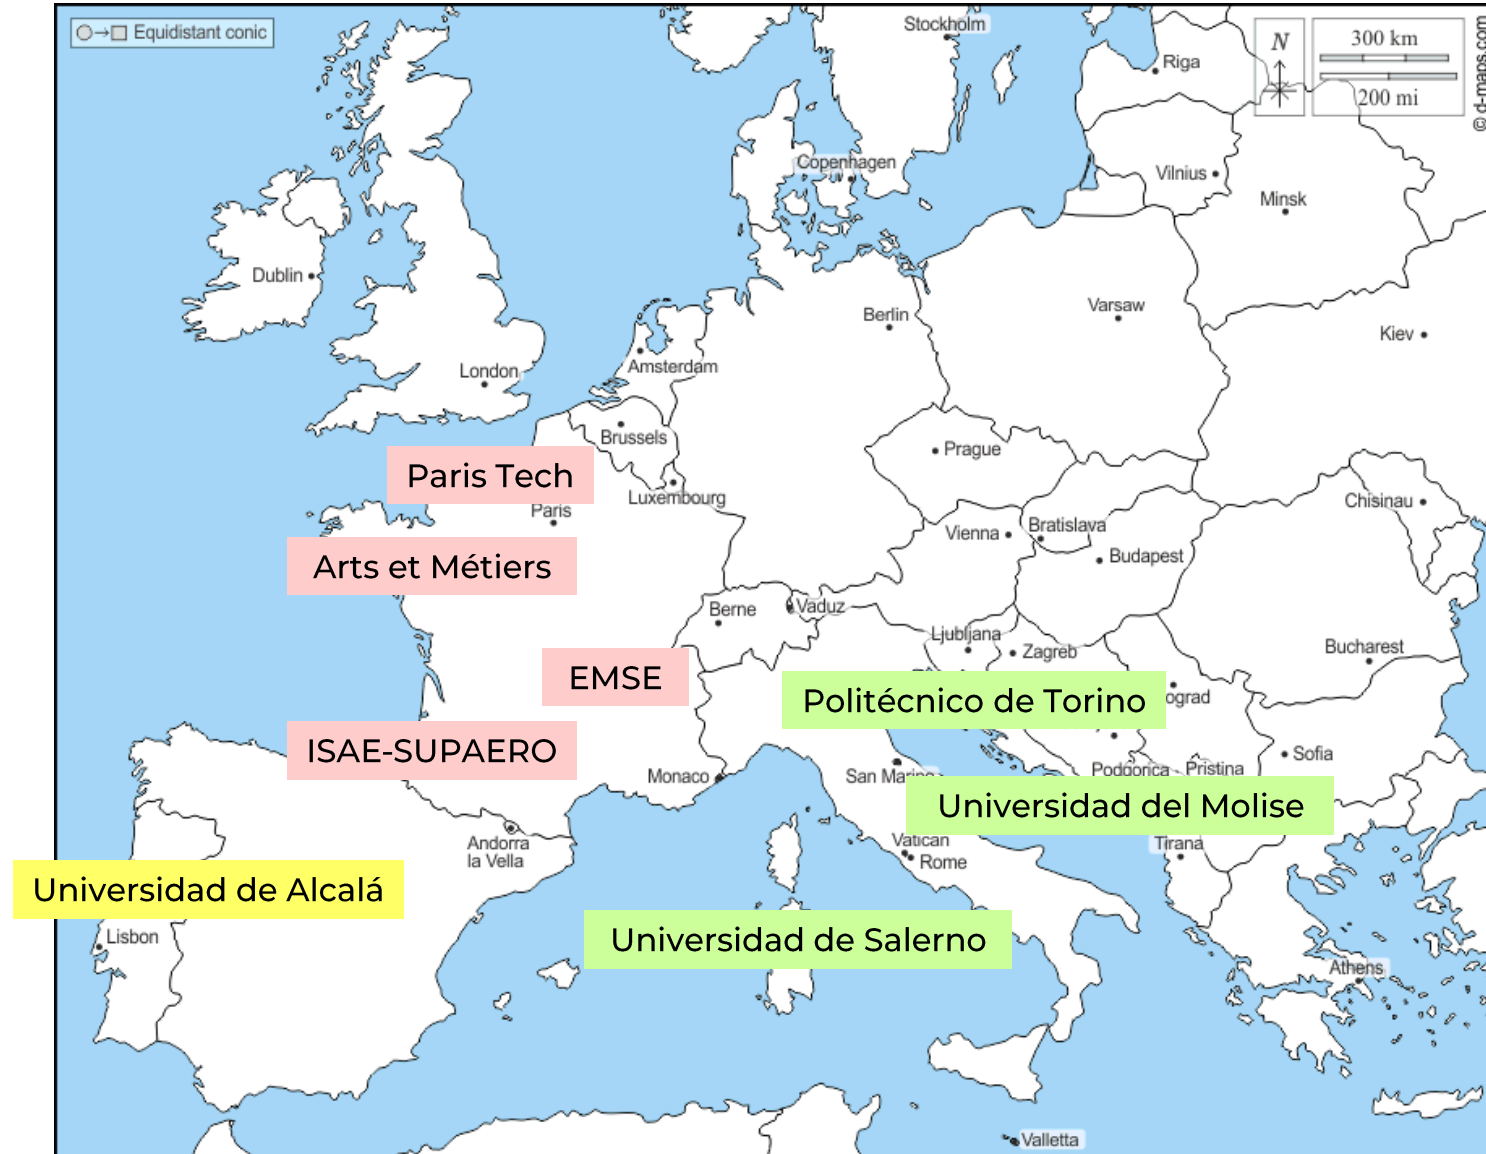 Equidistant conic
Stockholm
N
300 km
200 mi
© d-maps.com
Riga
Copenhagen
Vilnius
Minsk
Dublin
Berlin
Varsaw
Kiev
London
Amsterdam
Brussels
Prague
Paris Tech
Luxembourg
Chisinau
Paris
Vienna
Bratislava
Budapest
Arts et Métiers
Berne
Vaduz
Ljubljana
Zagreb
Bucharest
EMSE
Politécnico de Torino
ograd
ISAE-SUPAERO
Sofia
Monaco
San Marino
Podgorica
Pristina
Universidad del Molise
Andorra
la Vella
Vatican
Rome
Tirana
Universidad de Alcalá
Lisbon
Universidad de Salerno
Athens
Valletta